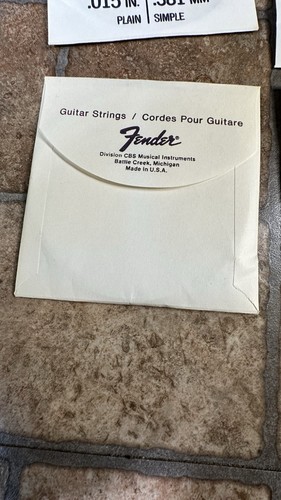 .015 IN. .381 MM
PLAIN SIMPLE
Guitar Strings / Cordes Pour Guitare
Fender®
Division CBS Musical Instruments
Battle Creek, Michigan
Made In U.S.A.